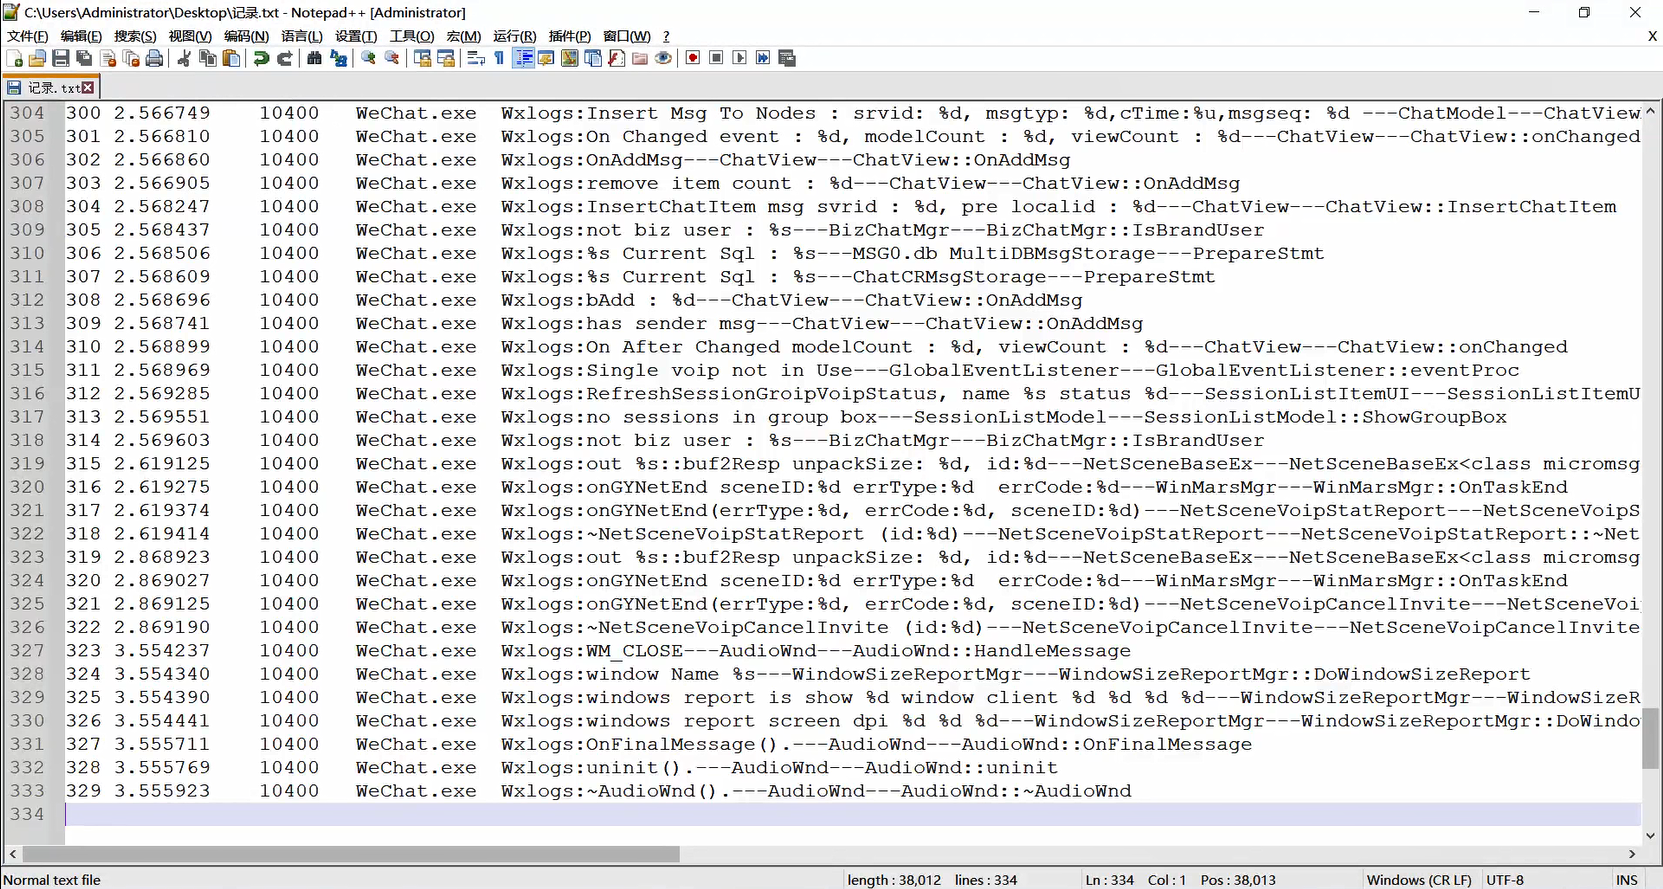 C:\Users\Administrator\Desktop\记录.txt - Notepad++ [Administrator]
文件(F) 编辑(E) 搜索(S) 视图(V) 编码(N) 语言(L) 设置(T) 工具(O) 宏(M) 运行(R) 插件(P) 窗口(W) ? X
记录.txt
304 300 2.566749 10400 WeChat.exe Wxlogs:Insert Msg To Nodes : srvid: %d, msgtyp: %d,cTime:%u,msgseq: %d ---ChatModel---ChatView
305 301 2.566810 10400 WeChat.exe Wxlogs:On Changed event : %d, modelCount : %d, viewCount : %d---ChatView---ChatView::onChanged
306 302 2.566860 10400 WeChat.exe Wxlogs:OnAddMsg---ChatView---ChatView::OnAddMsg
307 303 2.566905 10400 WeChat.exe Wxlogs:remove item count : %d---ChatView---ChatView::OnAddMsg
308 304 2.568247 10400 WeChat.exe Wxlogs:InsertChatItem msg svrid : %d, pre localid : %d---ChatView---ChatView::InsertChatItem
309 305 2.568437 10400 WeChat.exe Wxlogs:not biz user : %s---BizChatMgr---BizChatMgr::IsBrandUser
310 306 2.568506 10400 WeChat.exe Wxlogs:%s Current Sql : %s---MSG0.db MultiDBMsgStorage---PrepareStmt
311 307 2.568609 10400 WeChat.exe Wxlogs:%s Current Sql : %s---ChatCRMsgStorage---PrepareStmt
312 308 2.568696 10400 WeChat.exe Wxlogs:bAdd : %d---ChatView---ChatView::OnAddMsg
313 309 2.568741 10400 WeChat.exe Wxlogs:has sender msg---ChatView---ChatView::OnAddMsg
314 310 2.568899 10400 WeChat.exe Wxlogs:On After Changed modelCount : %d, viewCount : %d---ChatView---ChatView::onChanged
315 311 2.568969 10400 WeChat.exe Wxlogs:Single voip not in Use---GlobalEventListener---GlobalEventListener::eventProc
316 312 2.569285 10400 WeChat.exe Wxlogs:RefreshSessionGroipVoipStatus, name %s status %d---SessionListItemUI---SessionListItemU
317 313 2.569551 10400 WeChat.exe Wxlogs:no sessions in group box---SessionListModel---SessionListModel::ShowGroupBox
318 314 2.569603 10400 WeChat.exe Wxlogs:not biz user : %s---BizChatMgr---BizChatMgr::IsBrandUser
319 315 2.619125 10400 WeChat.exe Wxlogs:out %s::buf2Resp unpackSize: %d, id:%d---NetSceneBaseEx---NetSceneBaseEx<class micromsg
320 316 2.619275 10400 WeChat.exe Wxlogs:onGYNetEnd sceneID:%d errType:%d  errCode:%d---WinMarsMgr---WinMarsMgr::OnTaskEnd
321 317 2.619374 10400 WeChat.exe Wxlogs:onGYNetEnd(errType:%d, errCode:%d, sceneID:%d)---NetSceneVoipStatReport---NetSceneVoipS
322 318 2.619414 10400 WeChat.exe Wxlogs:~NetSceneVoipStatReport (id:%d)---NetSceneVoipStatReport---NetSceneVoipStatReport::~Net
323 319 2.868923 10400 WeChat.exe Wxlogs:out %s::buf2Resp unpackSize: %d, id:%d---NetSceneBaseEx---NetSceneBaseEx<class micromsg
324 320 2.869027 10400 WeChat.exe Wxlogs:onGYNetEnd sceneID:%d errType:%d  errCode:%d---WinMarsMgr---WinMarsMgr::OnTaskEnd
325 321 2.869125 10400 WeChat.exe Wxlogs:onGYNetEnd(errType:%d, errCode:%d, sceneID:%d)---NetSceneVoipCancelInvite---NetSceneVoi
326 322 2.869190 10400 WeChat.exe Wxlogs:~NetSceneVoipCancelInvite (id:%d)---NetSceneVoipCancelInvite---NetSceneVoipCancelInvite
327 323 3.554237 10400 WeChat.exe Wxlogs:WM_CLOSE---AudioWnd---AudioWnd::HandleMessage
328 324 3.554340 10400 WeChat.exe Wxlogs:window Name %s---WindowSizeReportMgr---WindowSizeReportMgr::DoWindowSizeReport
329 325 3.554390 10400 WeChat.exe Wxlogs:windows report is show %d window client %d %d %d %d---WindowSizeReportMgr---WindowSizeR
330 326 3.554441 10400 WeChat.exe Wxlogs:windows report screen dpi %d %d %d---WindowSizeReportMgr---WindowSizeReportMgr::DoWindo
331 327 3.555711 10400 WeChat.exe Wxlogs:OnFinalMessage().---AudioWnd---AudioWnd::OnFinalMessage
332 328 3.555769 10400 WeChat.exe Wxlogs:uninit().---AudioWnd---AudioWnd::uninit
333 329 3.555923 10400 WeChat.exe Wxlogs:~AudioWnd().---AudioWnd---AudioWnd::~AudioWnd
334
Normal text file length : 38,012 lines : 334 Ln : 334 Col : 1 Pos : 38,013 Windows (CR LF) UTF-8 INS